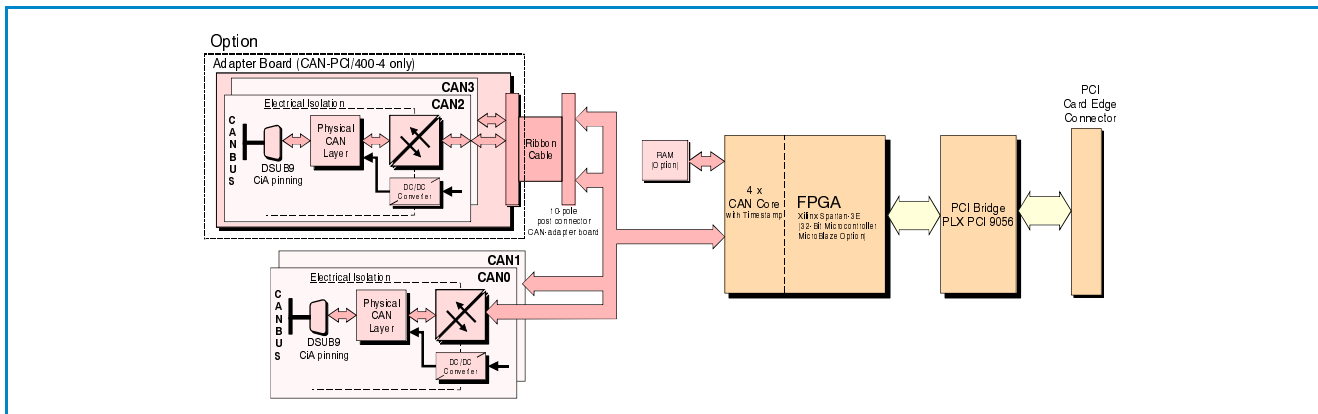 Option
Adapter Board (CAN-PCI/400-4 only)
CAN3
CAN2
Electrical Isolation
CANBUS
DSUB9
CiA pinning
Physical
CAN
Layer
DC/DC
Converter
Ribbon
Cable
10-pole
post connector
CAN-adapter board
CAN1
CAN0
Electrical Isolation
CANBUS
DSUB9
CiA pinning
Physical
CAN
Layer
DC/DC
Converter
RAM
(Option)
4 x
CAN Core
with Timestamp
FPGA
Xilinx Spartan-3E
(32-Bit Microcontroller
MicroBlaze Option)
PCI Bridge
PLX PCI 9056
PCI
Card Edge
Connector